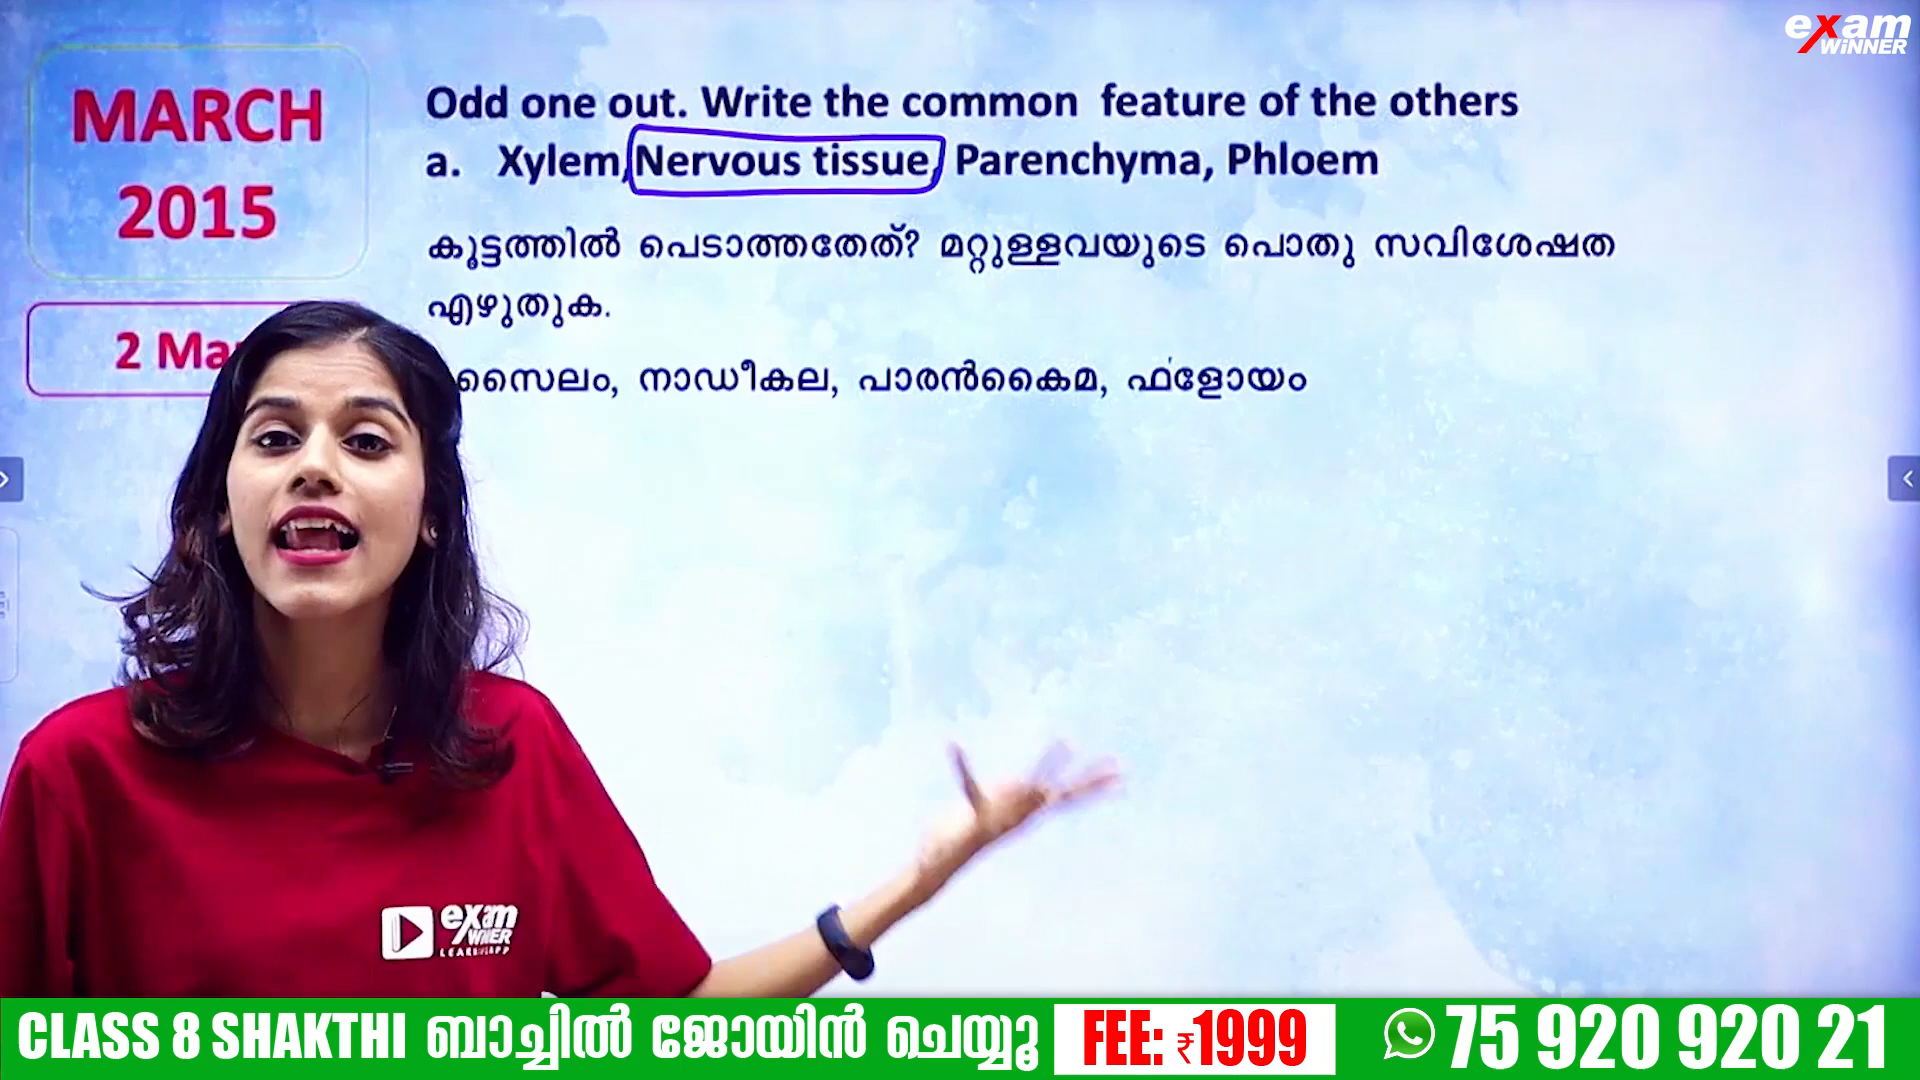 exam
WINNER
MARCH
2015
2 Ma
Odd one out. Write the common feature of the others
a. Xylem, Nervous tissue, Parenchyma, Phloem
കൂട്ടത്തിൽ പെടാത്തതേത്? മറ്റുള്ളവയുടെ പൊതു സവിശേഷത
എഴുതുക.
സൈലം, നാഡീകല, പാരൻകൈമ, ഫ്ളോയം
exam
WINNER
LEARNING APP
CLASS 8 SHAKTHI ബാച്ചിൽ ജോയിൻ ചെയ്യൂ FEE: ₹1999 75 920 920 21